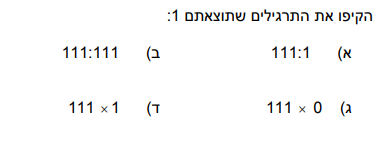 הקיפו את התרגילים שתוצאתם 1:
א) 111:1 ב) 111:111
ג) 111 × 0 ד) 111 × 1